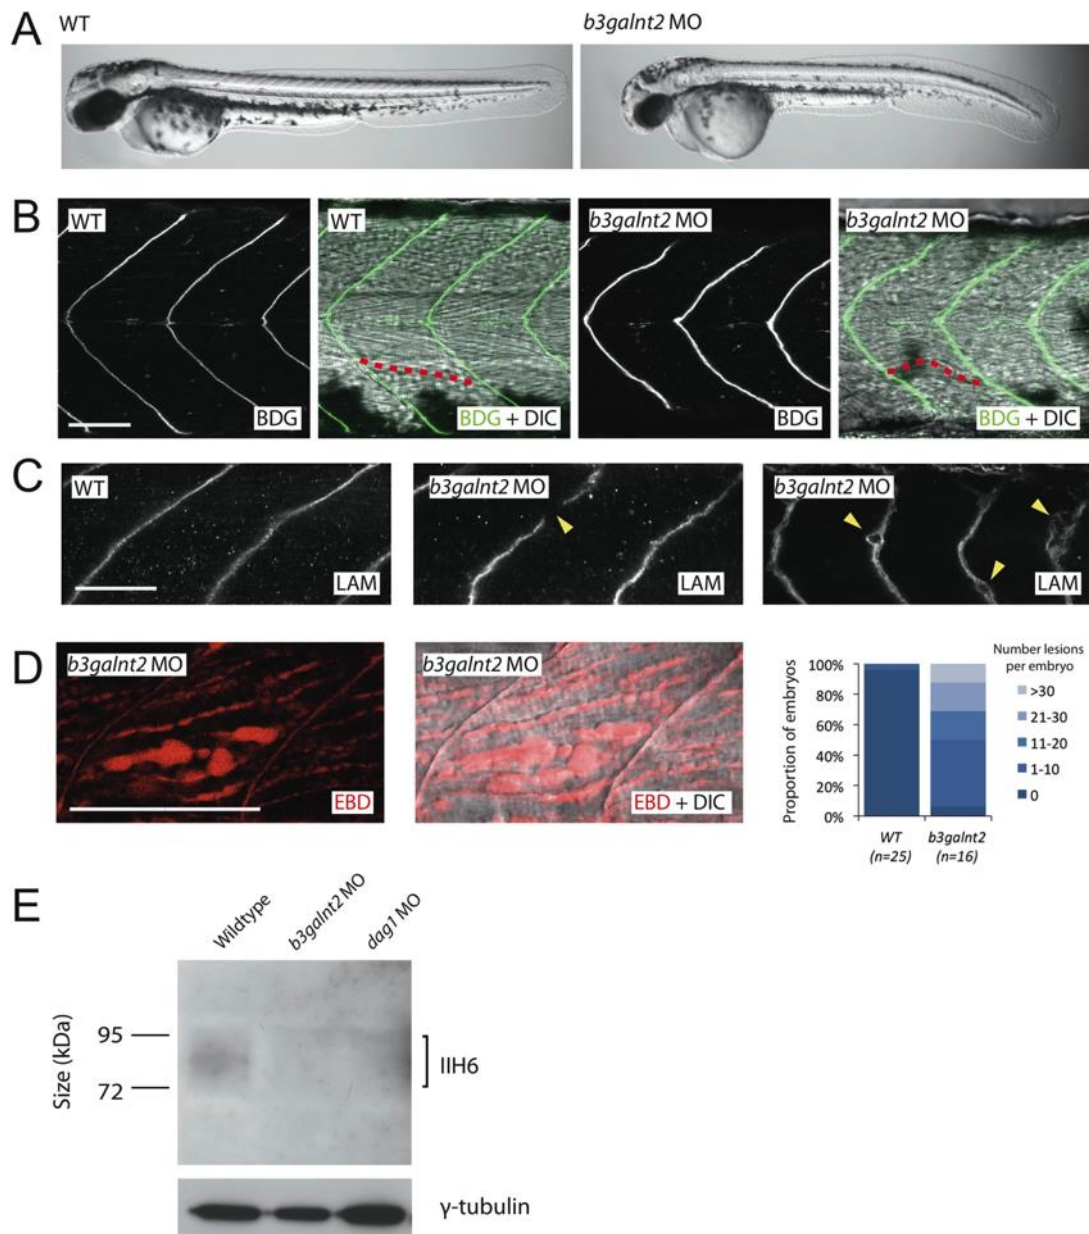 A
WT
b3galnt2 MO
B
WT
BDG
WT
BDG + DIC
b3galnt2 MO
BDG
b3galnt2 MO
BDG + DIC
C
WT
LAM
b3galnt2 MO
LAM
b3galnt2 MO
LAM
D
b3galnt2 MO
EBD
b3galnt2 MO
EBD + DIC
Proportion of embryos
100%
80%
60%
40%
20%
0%
WT
(n=25)
b3galnt2
(n=16)
Number lesions
per embryo
>30
21-30
11-20
1-10
0
E
Wildtype
b3galnt2 MO
dag1 MO
Size (kDa)
95
72
IIH6
γ-tubulin